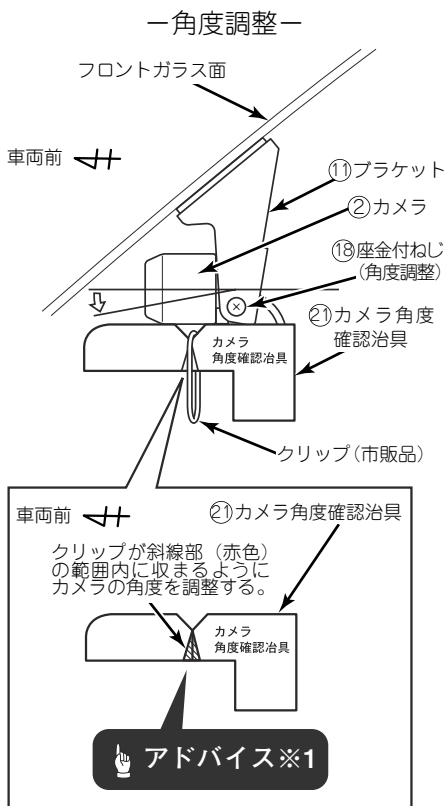 －角度調整－
フロントガラス面
車両前
⑪ブラケット
②カメラ
⑱座金付ねじ
(角度調整)
㉑カメラ角度
確認治具
カメラ
角度確認治具
クリップ(市販品)
車両前
㉑カメラ角度確認治具
クリップが斜線部（赤色）
の範囲内に収まるように
カメラの角度を調整する。
カメラ
角度確認治具
アドバイス※1